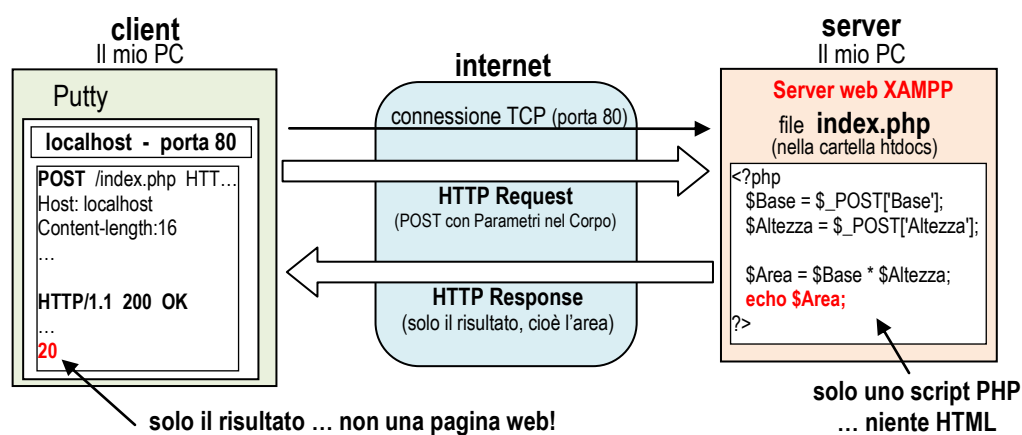 client
Il mio PC
Putty
localhost - porta 80
POST /index.php HTT…
Host: localhost
Content-length:16
…
HTTP/1.1 200 OK
…
20
solo il risultato … non una pagina web!
internet
connessione TCP (porta 80)
HTTP Request
(POST con Parametri nel Corpo)
HTTP Response
(solo il risultato, cioè l'area)
server
Il mio PC
Server web XAMPP
file index.php
(nella cartella htdocs)
<?php
$Base = $_POST['Base'];
$Altezza = $_POST['Altezza'];
$Area = $Base * $Altezza;
echo $Area;
?>
solo uno script PHP
… niente HTML